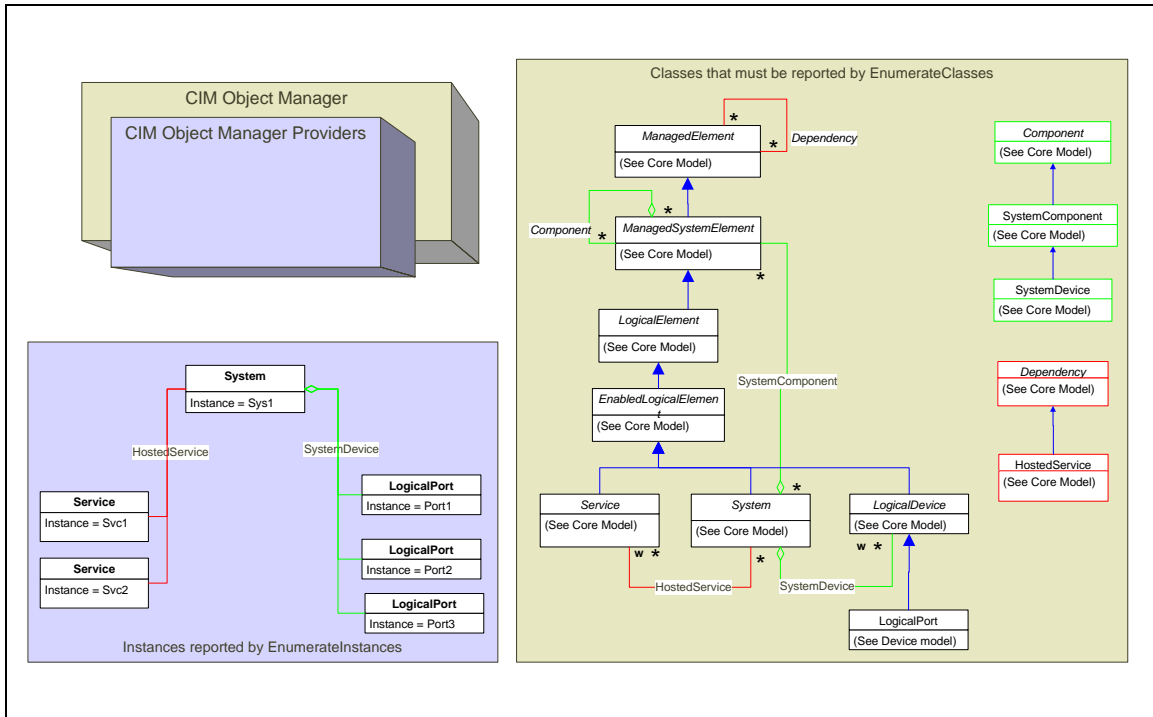 CIM Object Manager
CIM Object Manager Providers
Classes that must be reported by EnumerateClasses
ManagedElement
(See Core Model)
*
*
Dependency
Component
*
*
ManagedSystemElement
(See Core Model)
*
LogicalElement
(See Core Model)
SystemComponent
EnabledLogicalElemen
t
(See Core Model)
Service
(See Core Model)
w *
System
(See Core Model)
*
*
LogicalDevice
(See Core Model)
w *
HostedService
SystemDevice
LogicalPort
(See Device model)
Component
(See Core Model)
SystemComponent
(See Core Model)
SystemDevice
(See Core Model)
Dependency
(See Core Model)
HostedService
(See Core Model)
System
Instance = Sys1
HostedService
SystemDevice
Service
Instance = Svc1
Service
Instance = Svc2
LogicalPort
Instance = Port1
LogicalPort
Instance = Port2
LogicalPort
Instance = Port3
Instances reported by EnumerateInstances